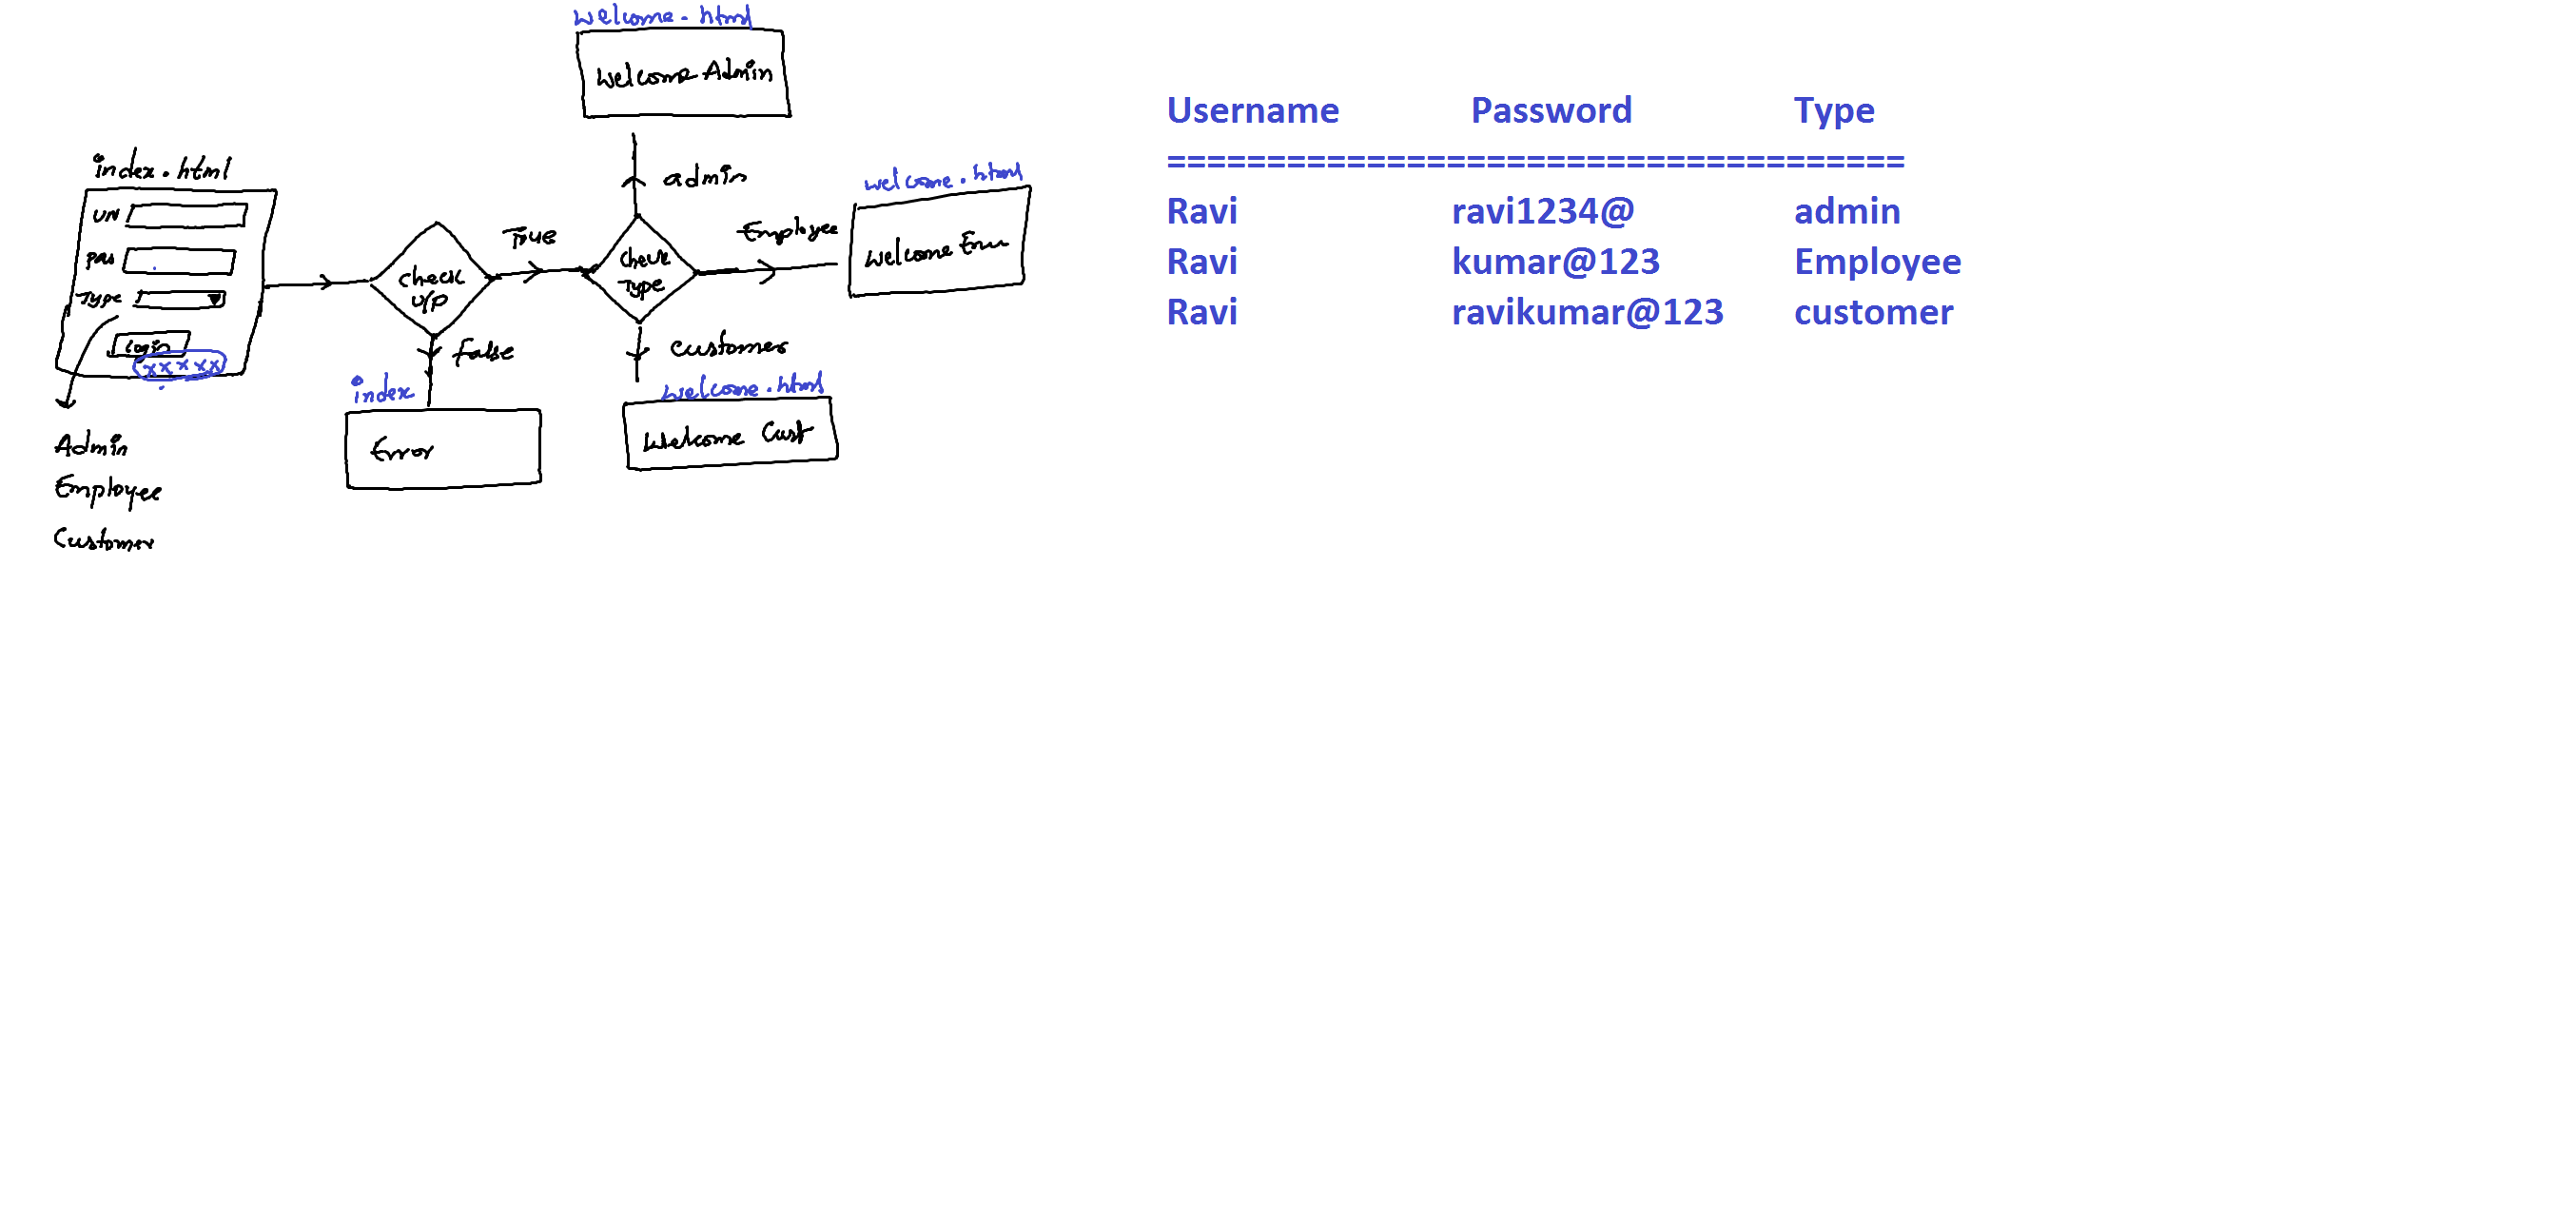 welcome.html
Welcome Admin
index.html
UN
pas
Type
Login
xxxxx
Admin
Employee
Customer
check
u/p
True
False
index
Error
check
Type
admin
Employee
welcome.html
Welcome
customer
welcome.html
Welcome Cust
Username Password Type
=====================================
Ravi ravi1234@ admin
Ravi kumar@123 Employee
Ravi ravikumar@123 customer